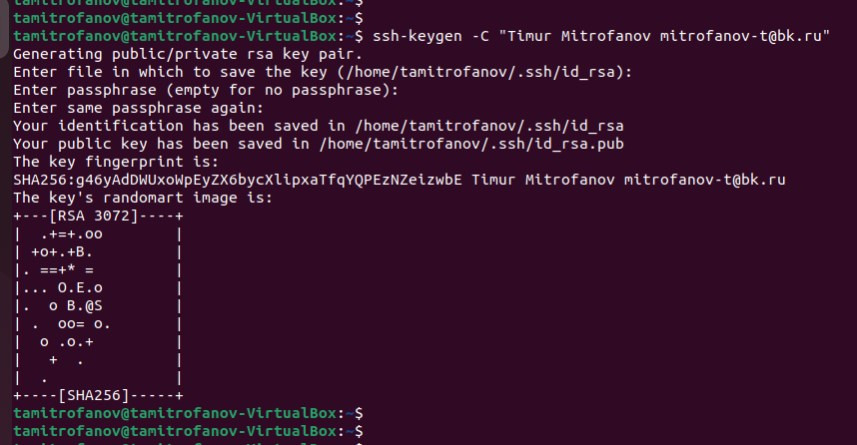 tamitrofanov@tamitrofanov-VirtualBox:~$
tamitrofanov@tamitrofanov-VirtualBox:~$
tamitrofanov@tamitrofanov-VirtualBox:~$ ssh-keygen -C "Timur Mitrofanov mitrofanov-t@bk.ru"
Generating public/private rsa key pair.
Enter file in which to save the key (/home/tamitrofanov/.ssh/id_rsa):
Enter passphrase (empty for no passphrase):
Enter same passphrase again:
Your identification has been saved in /home/tamitrofanov/.ssh/id_rsa
Your public key has been saved in /home/tamitrofanov/.ssh/id_rsa.pub
The key fingerprint is:
SHA256:g46yAdDWUxoWpEyZX6bycXlipxaTfqYQPEzNZeizwbE Timur Mitrofanov mitrofanov-t@bk.ru
The key's randomart image is:
+---[RSA 3072]----+
|  .+=+.oo        |
| +o+.+B.         |
|. ==+* =         |
|... O.E.o        |
|.  o B.@S        |
| .  oo= o.       |
|  o .o.+         |
|   +  .          |
|  .              |
+----[SHA256]-----+
tamitrofanov@tamitrofanov-VirtualBox:~$
tamitrofanov@tamitrofanov-VirtualBox:~$